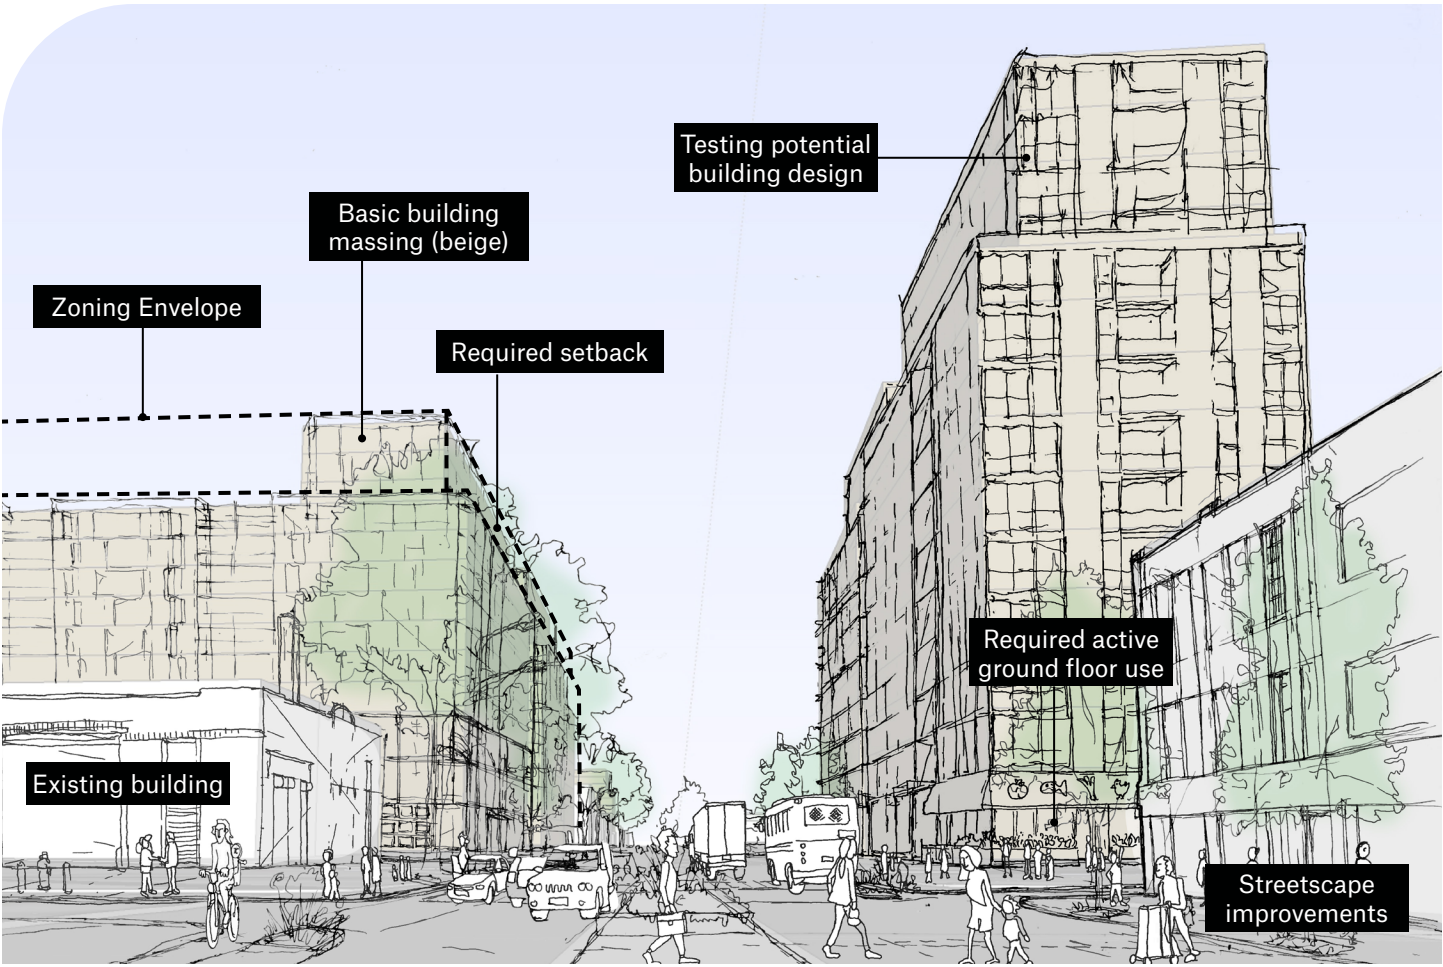 Testing potential
building design
Basic building
massing (beige)
Zoning Envelope
Required setback
Required active
ground floor use
Existing building
Streetscape
improvements